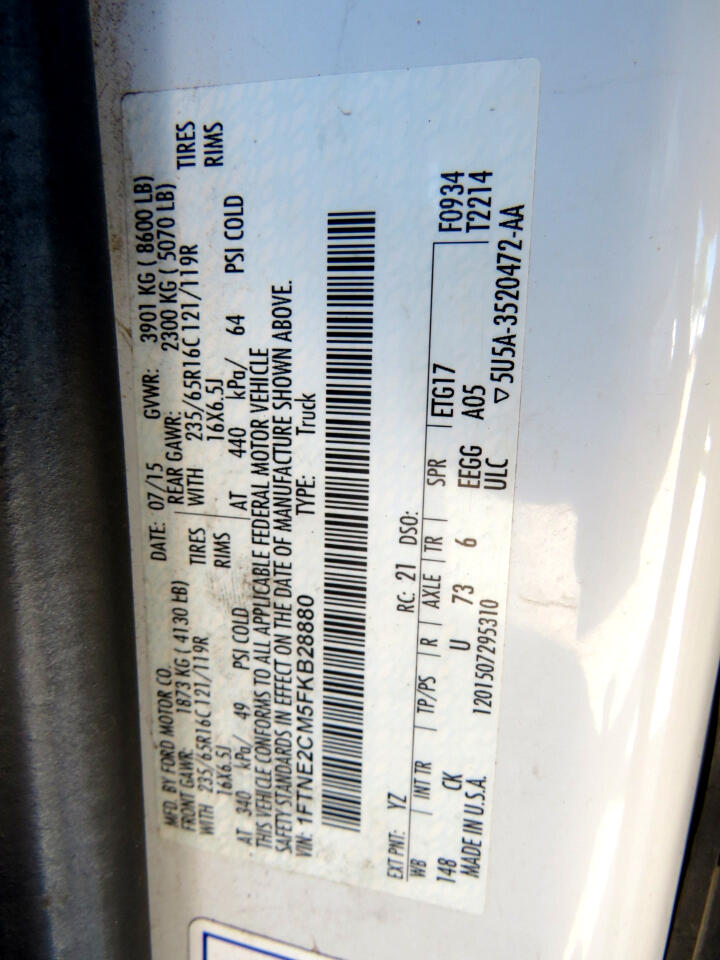 MFD. BY FORD MOTOR CO.
DATE: 07/15 GVWR: 3901 KG ( 8600 LB)
FRONT GAWR: 1873 KG ( 4130 LB) REAR GAWR: 2300 KG ( 5070 LB)
WITH 235/65R16C 121/119R TIRES WITH 235/65R16C 121/119R TIRES
16X6.5J RIMS 16X6.5J RIMS
AT 340 kPa/ 49 PSI COLD AT 440 kPa/ 64 PSI COLD
THIS VEHICLE CONFORMS TO ALL APPLICABLE FEDERAL MOTOR VEHICLE
SAFETY STANDARDS IN EFFECT ON THE DATE OF MANUFACTURE SHOWN ABOVE.
VIN: 1FTNE2CM5FKB28880 TYPE: Truck
EXT PNT: YZ RC: 21 DSO:
WB INT TR TP/PS R AXLE TR SPR ETG17 F0934
148 CK U 73 6 EEGG A05 T2214
MADE IN U.S.A. 1201507295310 ULC ▽5U5A-3520472-AA